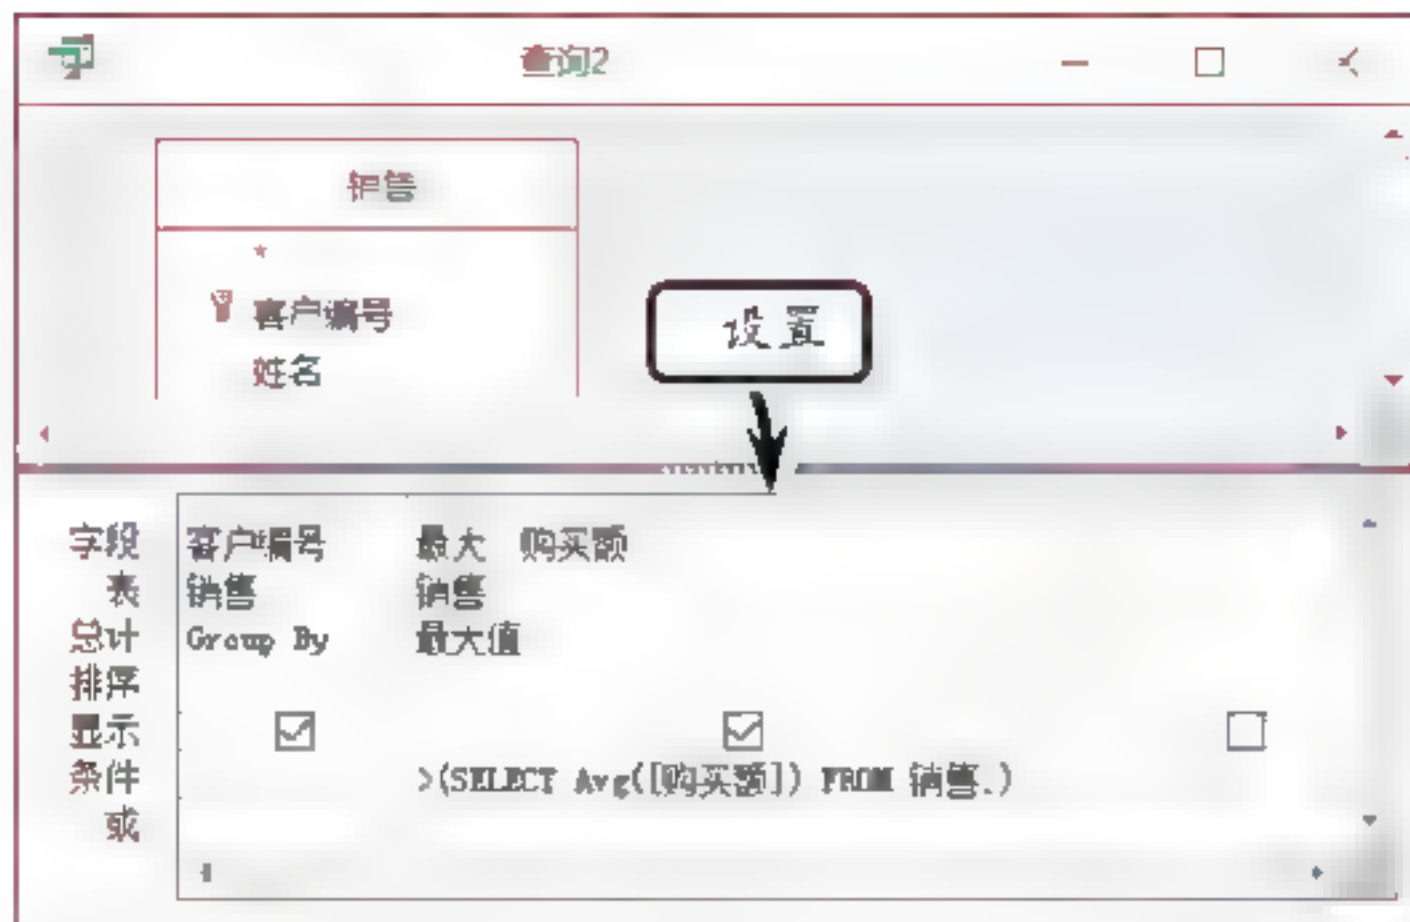 查询2
销售
*
客户编号
姓名
设置
字段 客户编号 最大 购买额
表 销售 销售
总计 Group By 最大值
排序
显示
条件 >(SELECT Avg([购买额]) FROM 销售.)
或